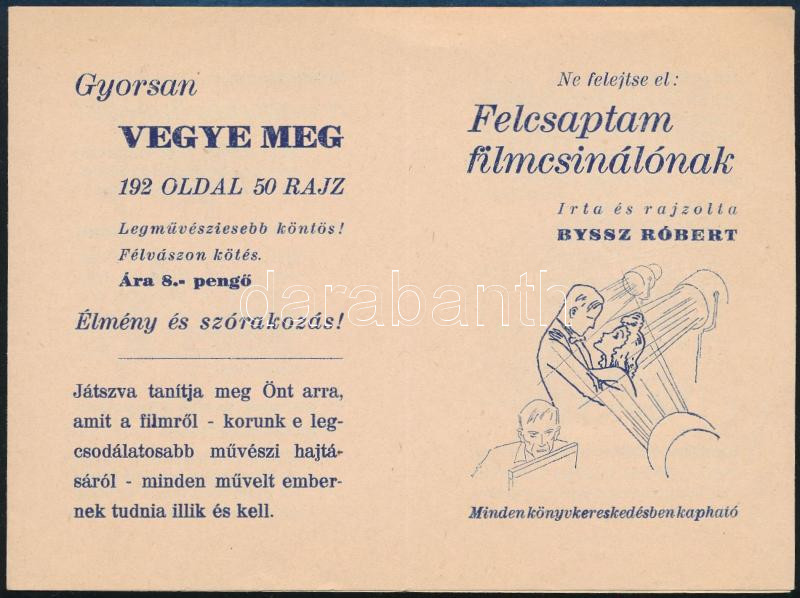 Gyorsan
VEGYE MEG
192 OLDAL 50 RAJZ
Legművésziesebb köntös!
Félvászon kötés.
Ára 8.- pengő
Élmény és szórakozás!
Játszva tanítja meg Önt arra,
amit a filmről - korunk e leg-
csodálatosabb művészi hajtá-
sáról - minden művelt ember-
nek tudnia illik és kell.
Ne felejtse el:
Felcsaptam
filmcsinálónak
Irta és rajzolta
BYSSZ RÓBERT
Minden könyvkereskedésben kapható
darabanth